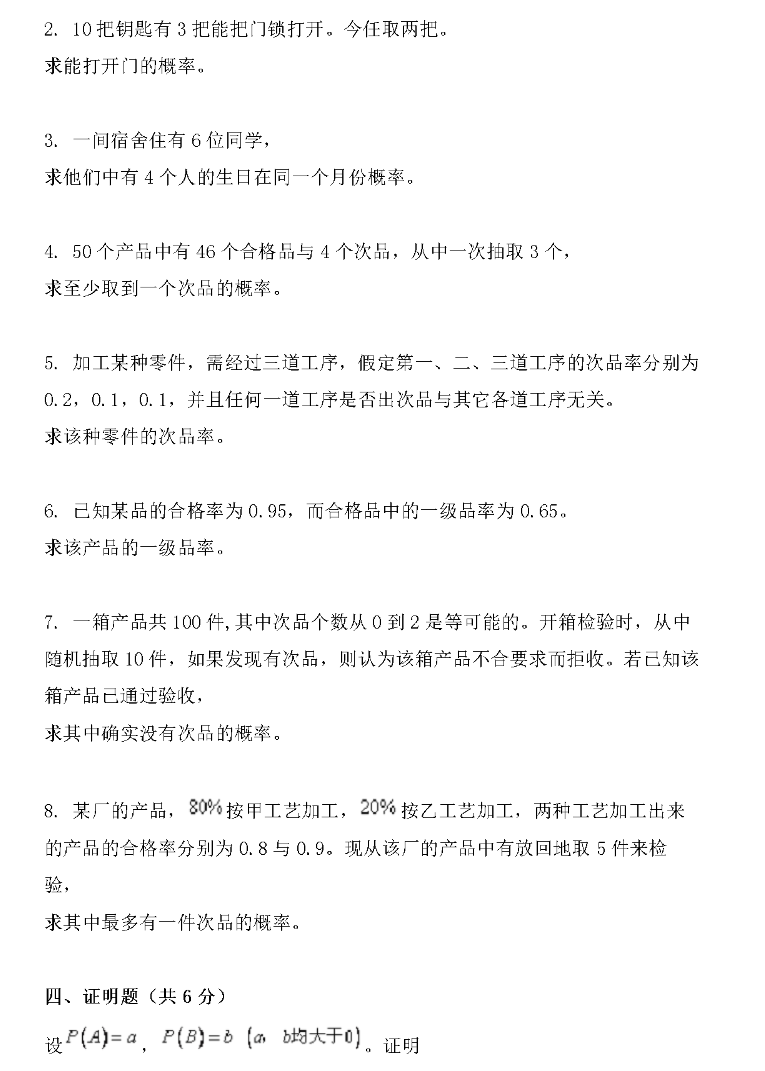 2. 10把钥匙有3把能把门锁打开。今任取两把。
求能打开门的概率。
3. 一间宿舍住有6位同学，
求他们中有4个人的生日在同一个月份概率。
4. 50个产品中有46个合格品与4个次品，从中一次抽取3个，
求至少取到一个次品的概率。
5. 加工某种零件，需经过三道工序，假定第一、二、三道工序的次品率分别为
0.2，0.1，0.1，并且任何一道工序是否出次品与其它各道工序无关。
求该种零件的次品率。
6. 已知某品的合格率为0.95，而合格品中的一级品率为0.65。
求该产品的一级品率。
7. 一箱产品共100件,其中次品个数从0到2是等可能的。开箱检验时，从中
随机抽取10件，如果发现有次品，则认为该箱产品不合要求而拒收。若已知该
箱产品已通过验收，
求其中确实没有次品的概率。
8. 某厂的产品，80%按甲工艺加工，20%按乙工艺加工，两种工艺加工出来
的产品的合格率分别为0.8与0.9。现从该厂的产品中有放回地取5件来检
验，
求其中最多有一件次品的概率。
四、证明题（共6分）
设P(A)=a，P(B)=b (a，b均大于0)。证明